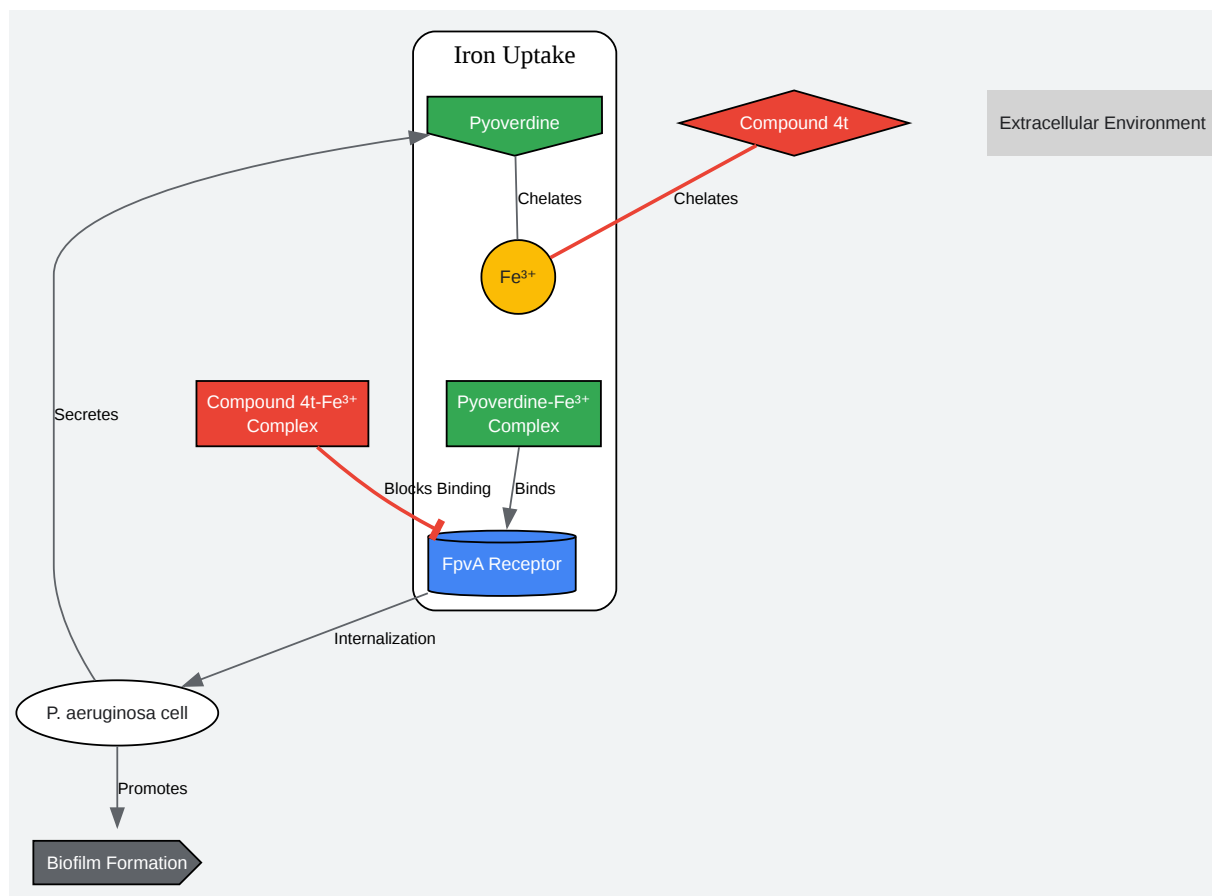 Iron Uptake
Pyoverdine
Compound 4t
Extracellular Environment
Chelates
Chelates
Fe³⁺
Compound 4t-Fe³⁺
Complex
Pyoverdine-Fe³⁺
Complex
Secretes
Blocks Binding
Binds
FpvA Receptor
Internalization
P. aeruginosa cell
Promotes
Biofilm Formation